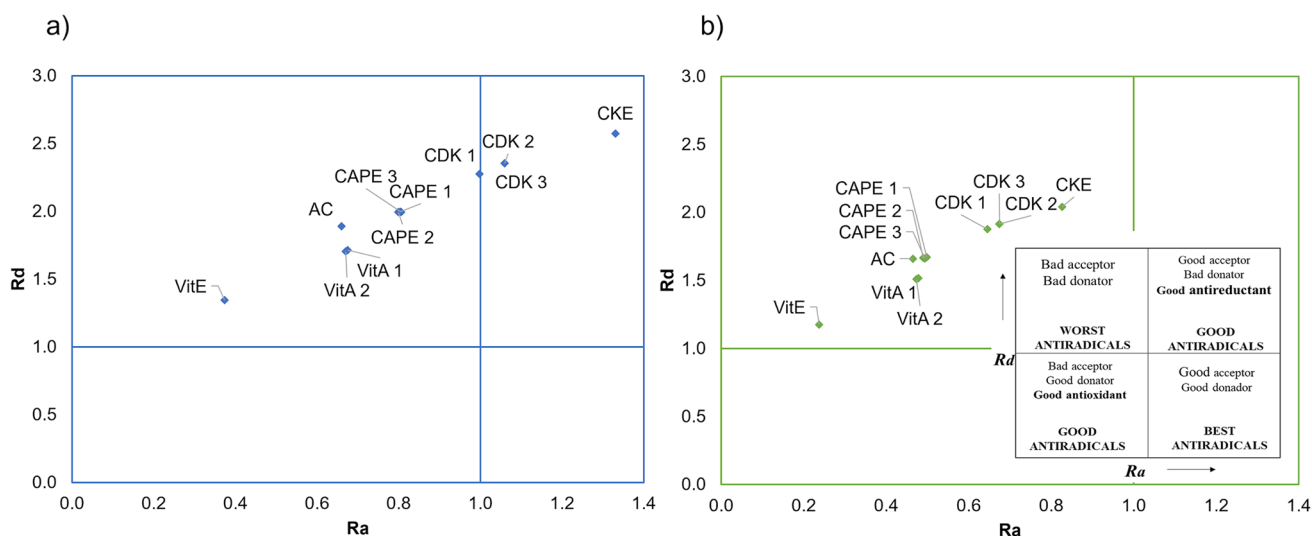 a)
3.0
2.5
2.0
1.5
1.0
0.5
0.0
Rd
0.0
0.2
0.4
0.6
0.8
1.0
1.2
1.4
Ra
CKE
CDK 2
CDK 1
CDK 3
CAPE 3
CAPE 1
AC
CAPE 2
VitA 1
VitA 2
VitE
b)
3.0
2.5
2.0
1.5
1.0
0.5
0.0
Rd
0.0
0.2
0.4
0.6
0.8
1.0
1.2
1.4
Ra
CDK 3
CKE
CAPE 1
CDK 1
CDK 2
CAPE 2
CAPE 3
AC
VitA 1
VitA 2
VitE
Rd
Bad acceptor
Bad donator
WORST
ANTIRADICALS
Good acceptor
Bad donator
Good antireductant
GOOD
ANTIRADICALS
Bad acceptor
Good donator
Good antioxidant
GOOD
ANTIRADICALS
Good acceptor
Good donador
BEST
ANTIRADICALS
Ra